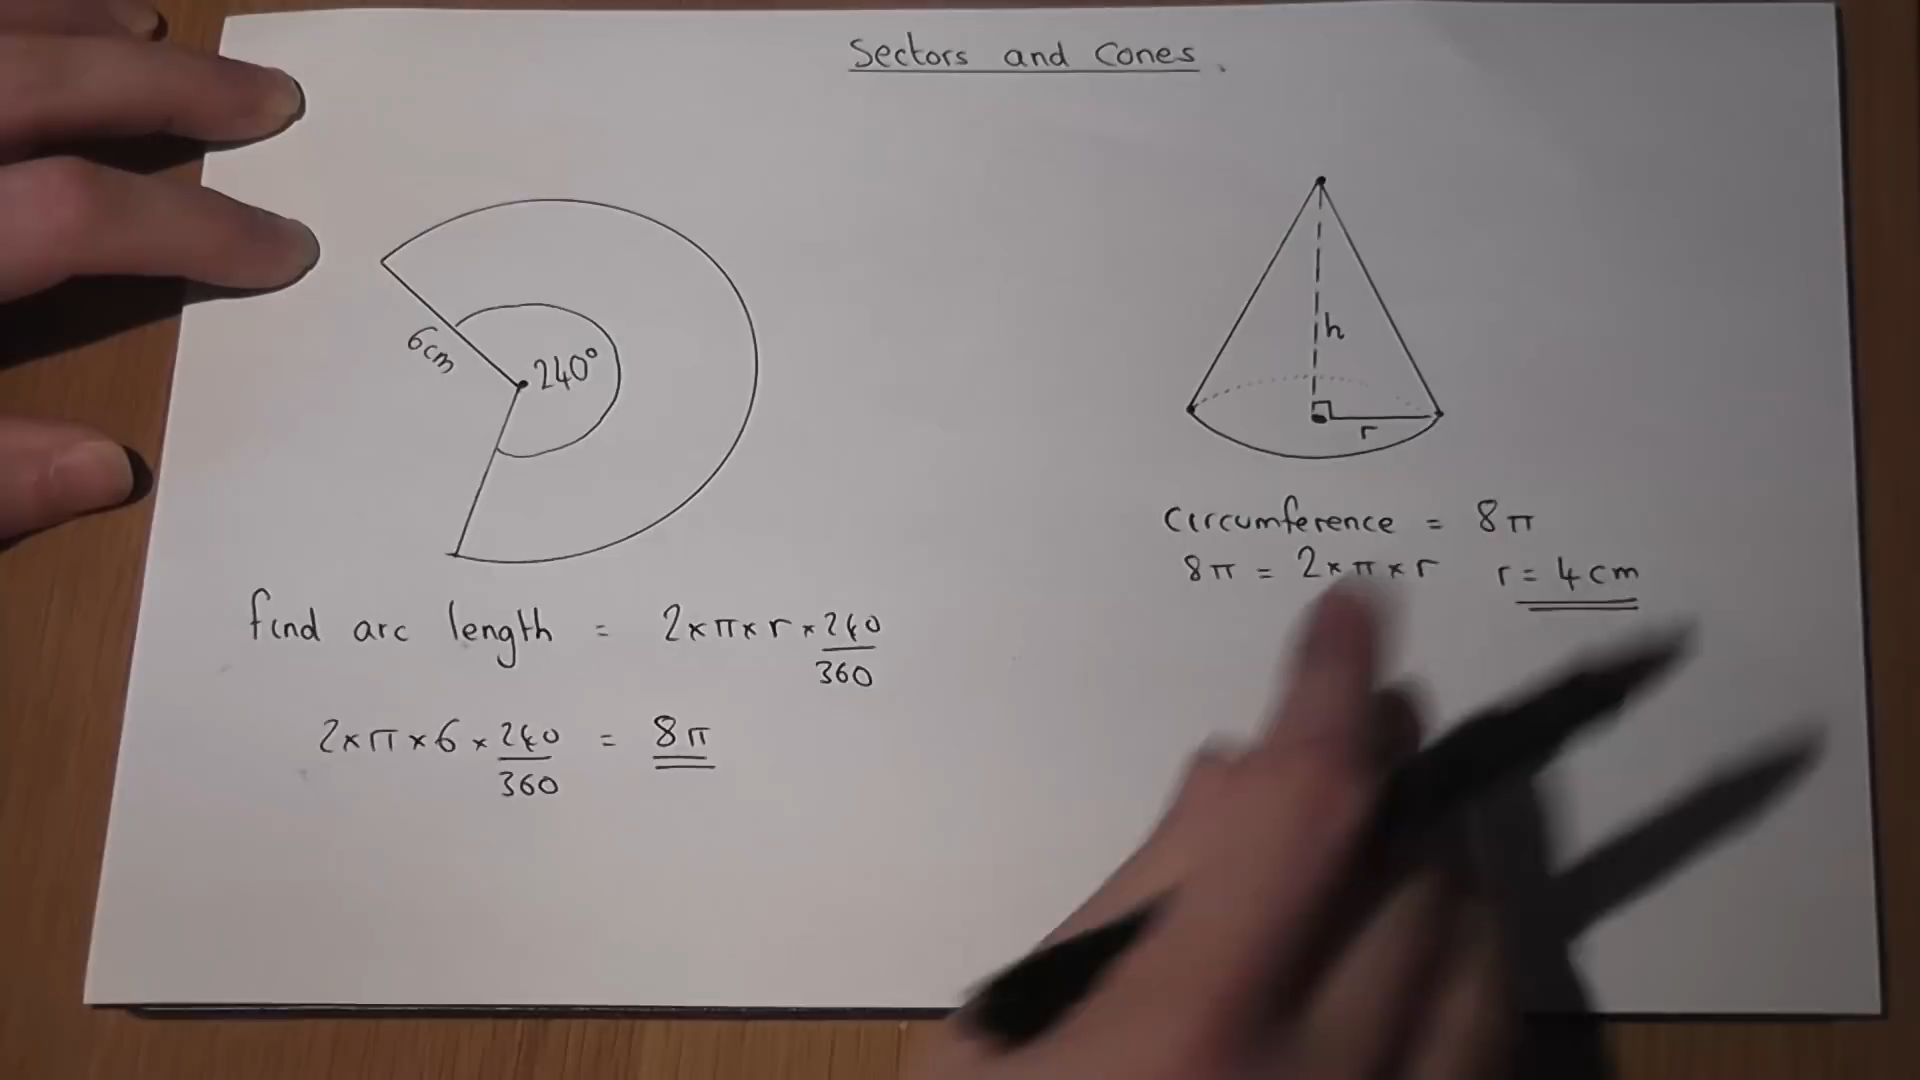 Sectors and Cones.
6cm
240°
find arc length = 2×π×r×240/360
2×π×6×240/360 = 8π
h
r
circumference = 8π
8π = 2×π×r r = 4cm